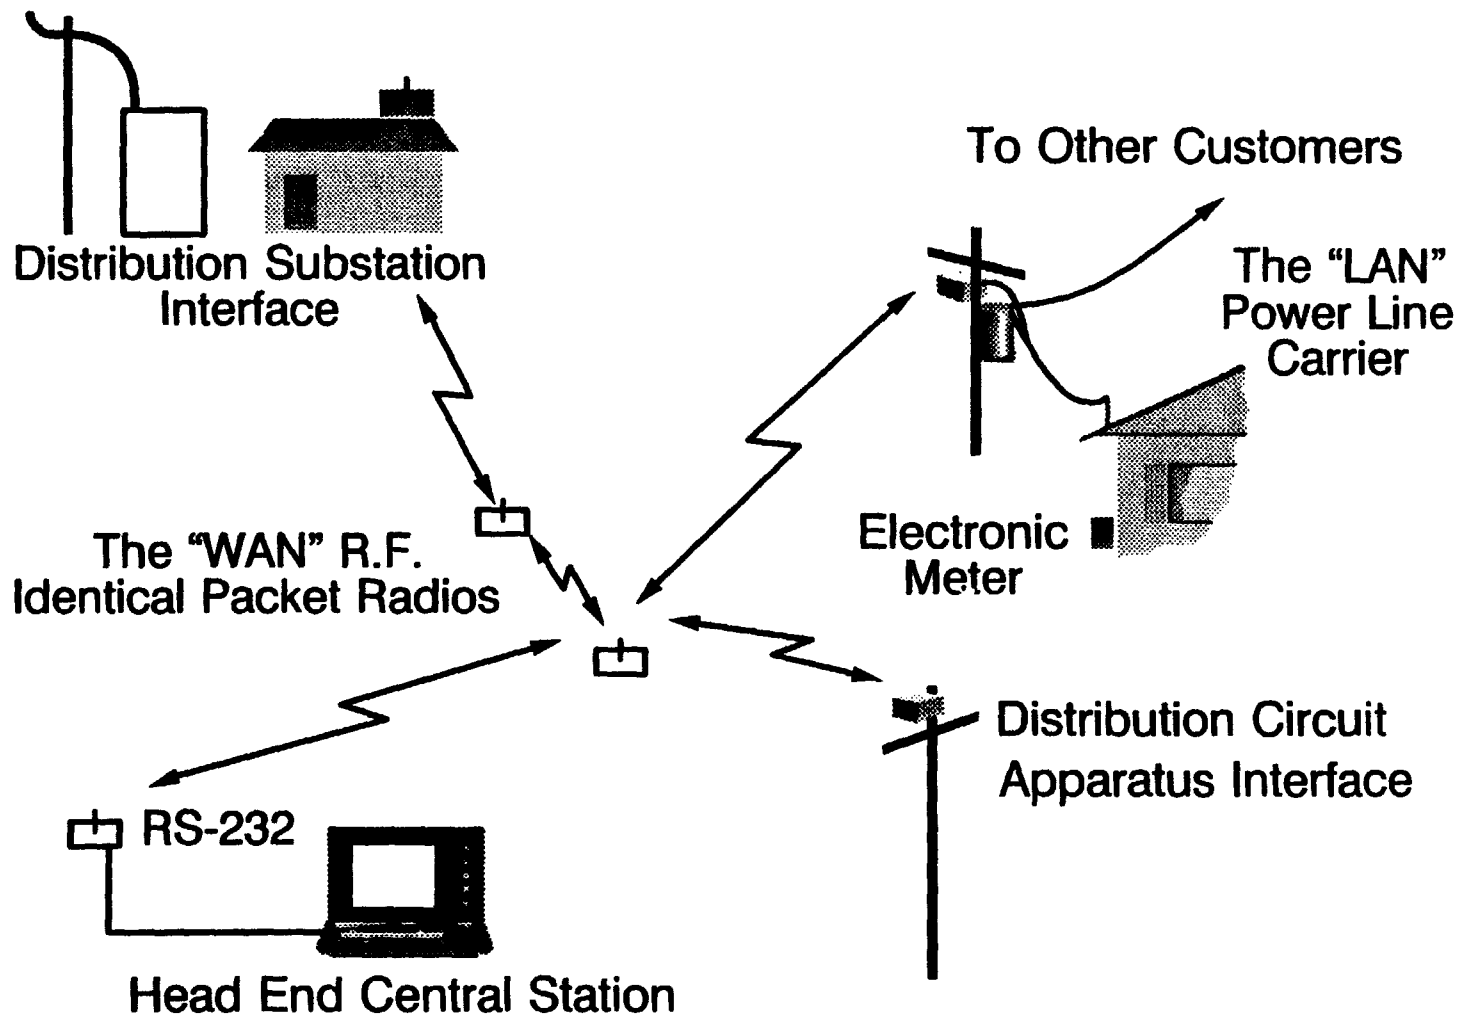 To Other Customers
Distribution Substation
Interface
The “LAN”
Power Line
Carrier
The “WAN” R.F.
Identical Packet Radios
Electronic
Meter
Distribution Circuit
Apparatus Interface
RS-232
Head End Central Station